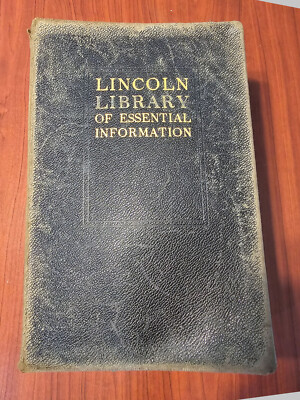 LINCOLN
LIBRARY
OF ESSENTIAL
INFORMATION